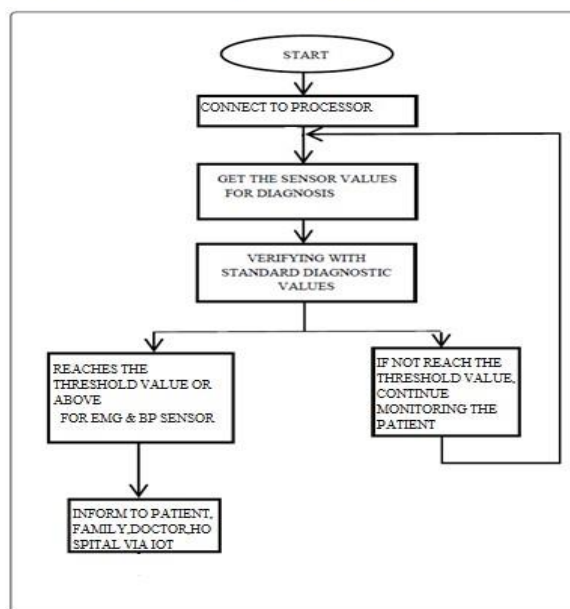 START
CONNECT TO PROCESSOR
GET THE SENSOR VALUES
FOR DIAGNOSIS
VERIFYING WITH
STANDARD DIAGNOSTIC
VALUES
REACHES THE
THRESHOLD VALUE OR
ABOVE
FOR EMG & BP SENSOR
IF NOT REACH THE
THRESHOLD VALUE,
CONTINUE
MONITORING THE
PATIENT
INFORM TO PATIENT,
FAMILY,DOCTOR,HO
SPITAL VIA IOT